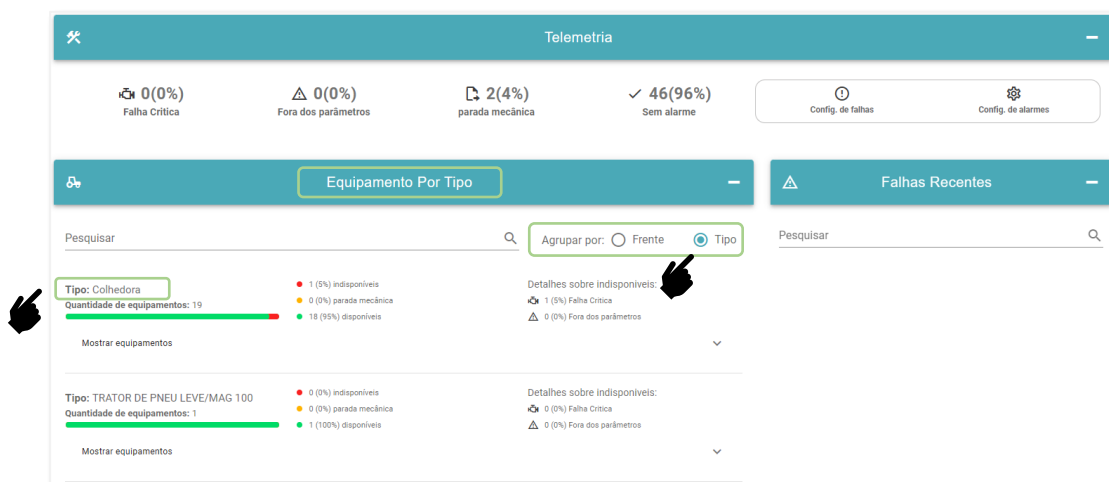 Telemetria
0(0%)
Falha Critica
0(0%)
Fora dos parâmetros
2(4%)
parada mecânica
46(96%)
Sem alarme
Config. de falhas
Config. de alarmes
Equipamento Por Tipo
Falhas Recentes
Pesquisar
Agrupar por: Frente Tipo
Pesquisar
Tipo: Colhedora
Quantidade de equipamentos: 19
1 (5%) indisponíveis
0 (0%) parada mecânica
18 (95%) disponíveis
Detalhes sobre indisponiveis:
1 (5%) Falha Critica
0 (0%) Fora dos parâmetros
Mostrar equipamentos
Tipo: TRATOR DE PNEU LEVE/MAG 100
Quantidade de equipamentos: 1
0 (0%) indisponíveis
0 (0%) parada mecânica
1 (100%) disponíveis
Detalhes sobre indisponiveis:
0 (0%) Falha Critica
0 (0%) Fora dos parâmetros
Mostrar equipamentos